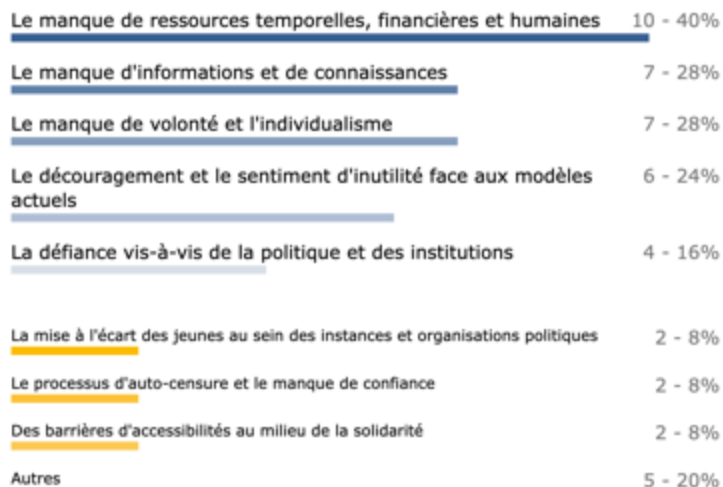 Le manque de ressources temporelles, financières et humaines 10 - 40%
Le manque d'informations et de connaissances 7 - 28%
Le manque de volonté et l'individualisme 7 - 28%
Le découragement et le sentiment d'inutilité face aux modèles 6 - 24%
actuels
La défiance vis-à-vis de la politique et des institutions 4 - 16%
La mise à l'écart des jeunes au sein des instances et organisations politiques 2 - 8%
Le processus d'auto-censure et le manque de confiance 2 - 8%
Des barrières d'accessibilités au milieu de la solidarité 2 - 8%
Autres 5 - 20%